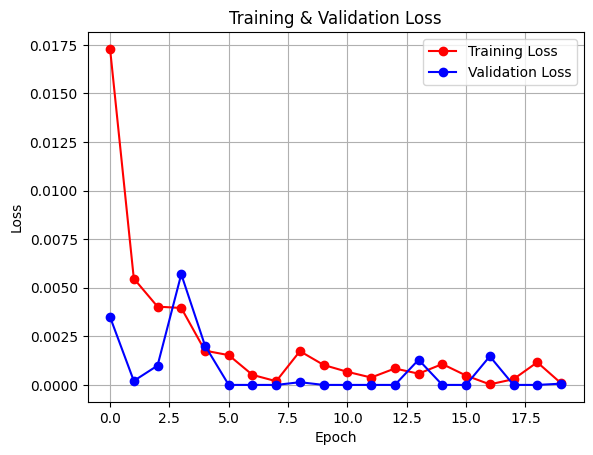 Training & Validation Loss
0.0175
0.0150
0.0125
0.0100
0.0075
0.0050
0.0025
0.0000
Loss
Training Loss
Validation Loss
0.0 2.5 5.0 7.5 10.0 12.5 15.0 17.5
Epoch